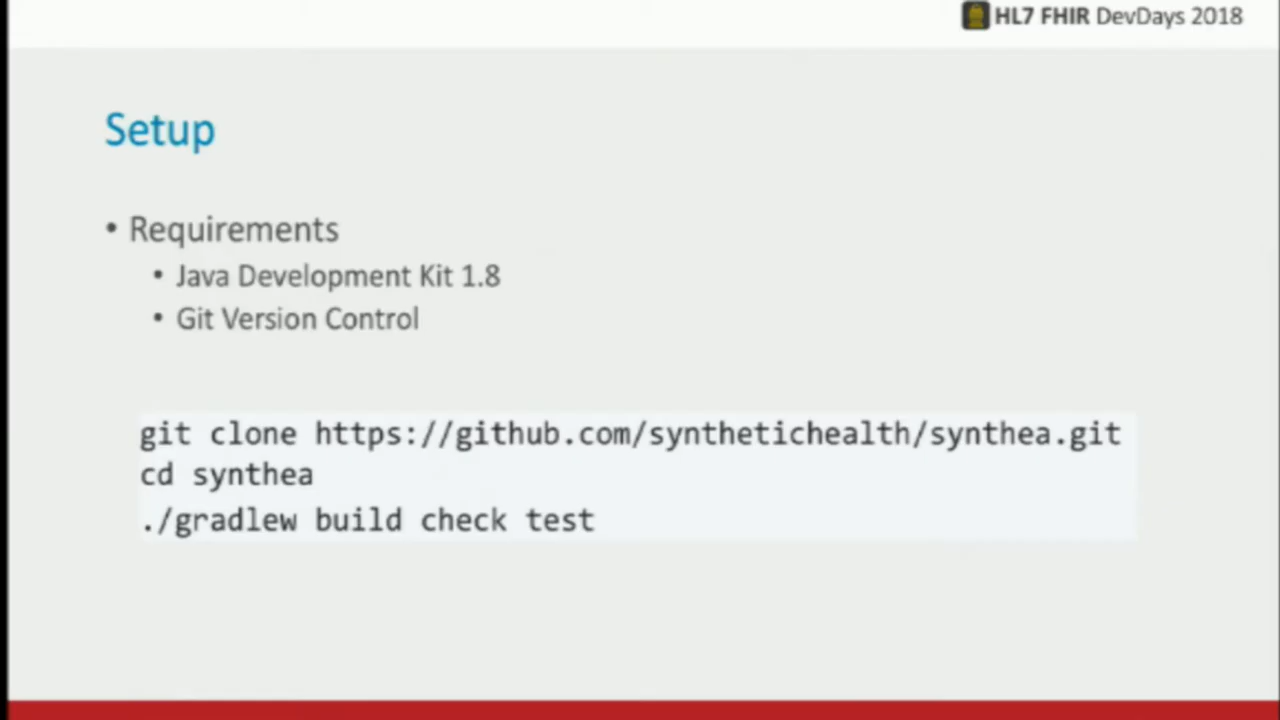 HL7 FHIR DevDays 2018
Setup
• Requirements
• Java Development Kit 1.8
• Git Version Control
git clone https://github.com/synthetichealth/synthea.git
cd synthea
./gradlew build check test